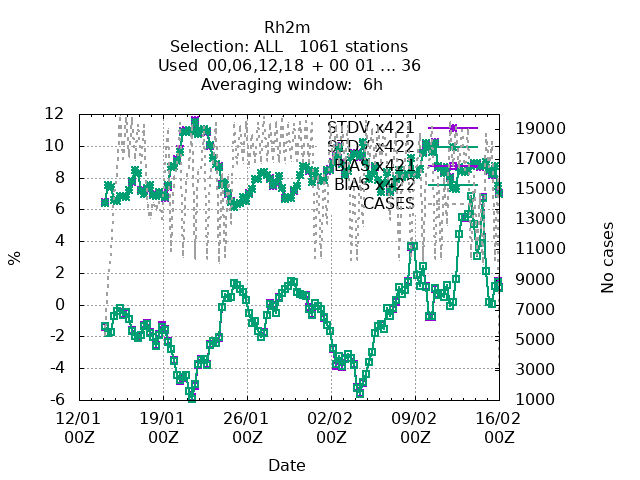 Rh2m
Selection: ALL   1061 stations
Used 00,06,12,18 + 00 01 ... 36
Averaging window:  6h
12
10
8
6
4
2
0
-2
-4
-6
%
STDV x421
STDV x422
BIAS x421
BIAS x422
CASES
19000
17000
15000
13000
11000
9000
7000
5000
3000
1000
No cases
12/01 00Z
19/01 00Z
26/01 00Z
02/02 00Z
09/02 00Z
16/02 00Z
Date